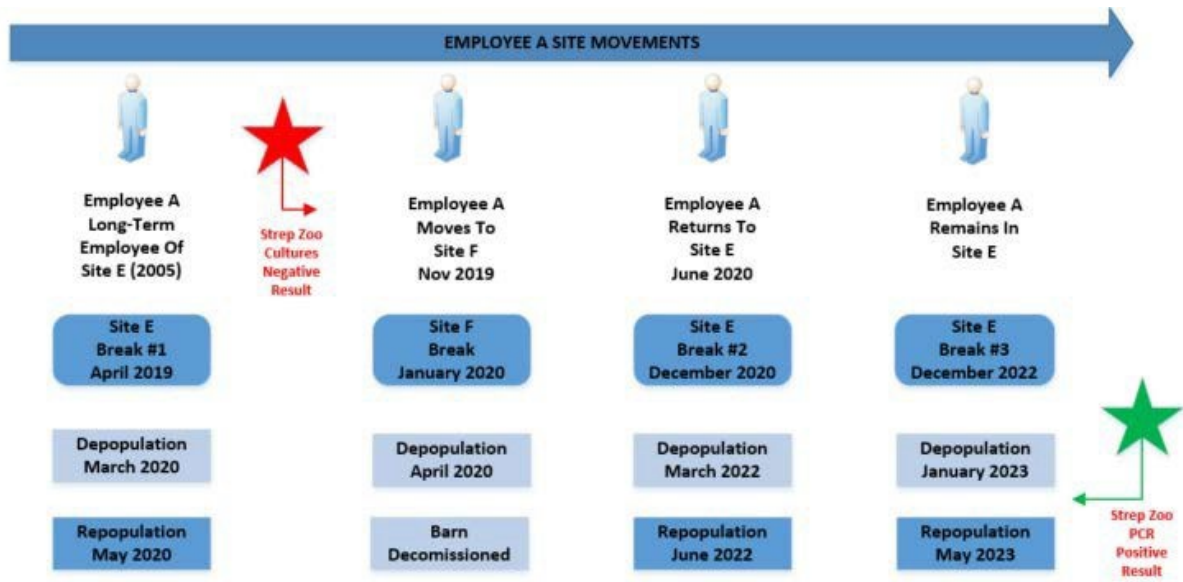 EMPLOYEE A SITE MOVEMENTS
Employee A
Long-Term
Employee Of
Site E (2005)
Strep Zoo
Cultures
Negative
Result
Employee A
Moves To
Site F
Nov 2019
Employee A
Returns To
Site E
June 2020
Employee A
Remains In
Site E
Site E
Break #1
April 2019
Site F
Break
January 2020
Site E
Break #2
December 2020
Site E
Break #3
December 2022
Depopulation
March 2020
Depopulation
April 2020
Depopulation
March 2022
Depopulation
January 2023
Repopulation
May 2020
Barn
Decomissioned
Repopulation
June 2022
Repopulation
May 2023
Strep Zoo
PCR
Positive
Result